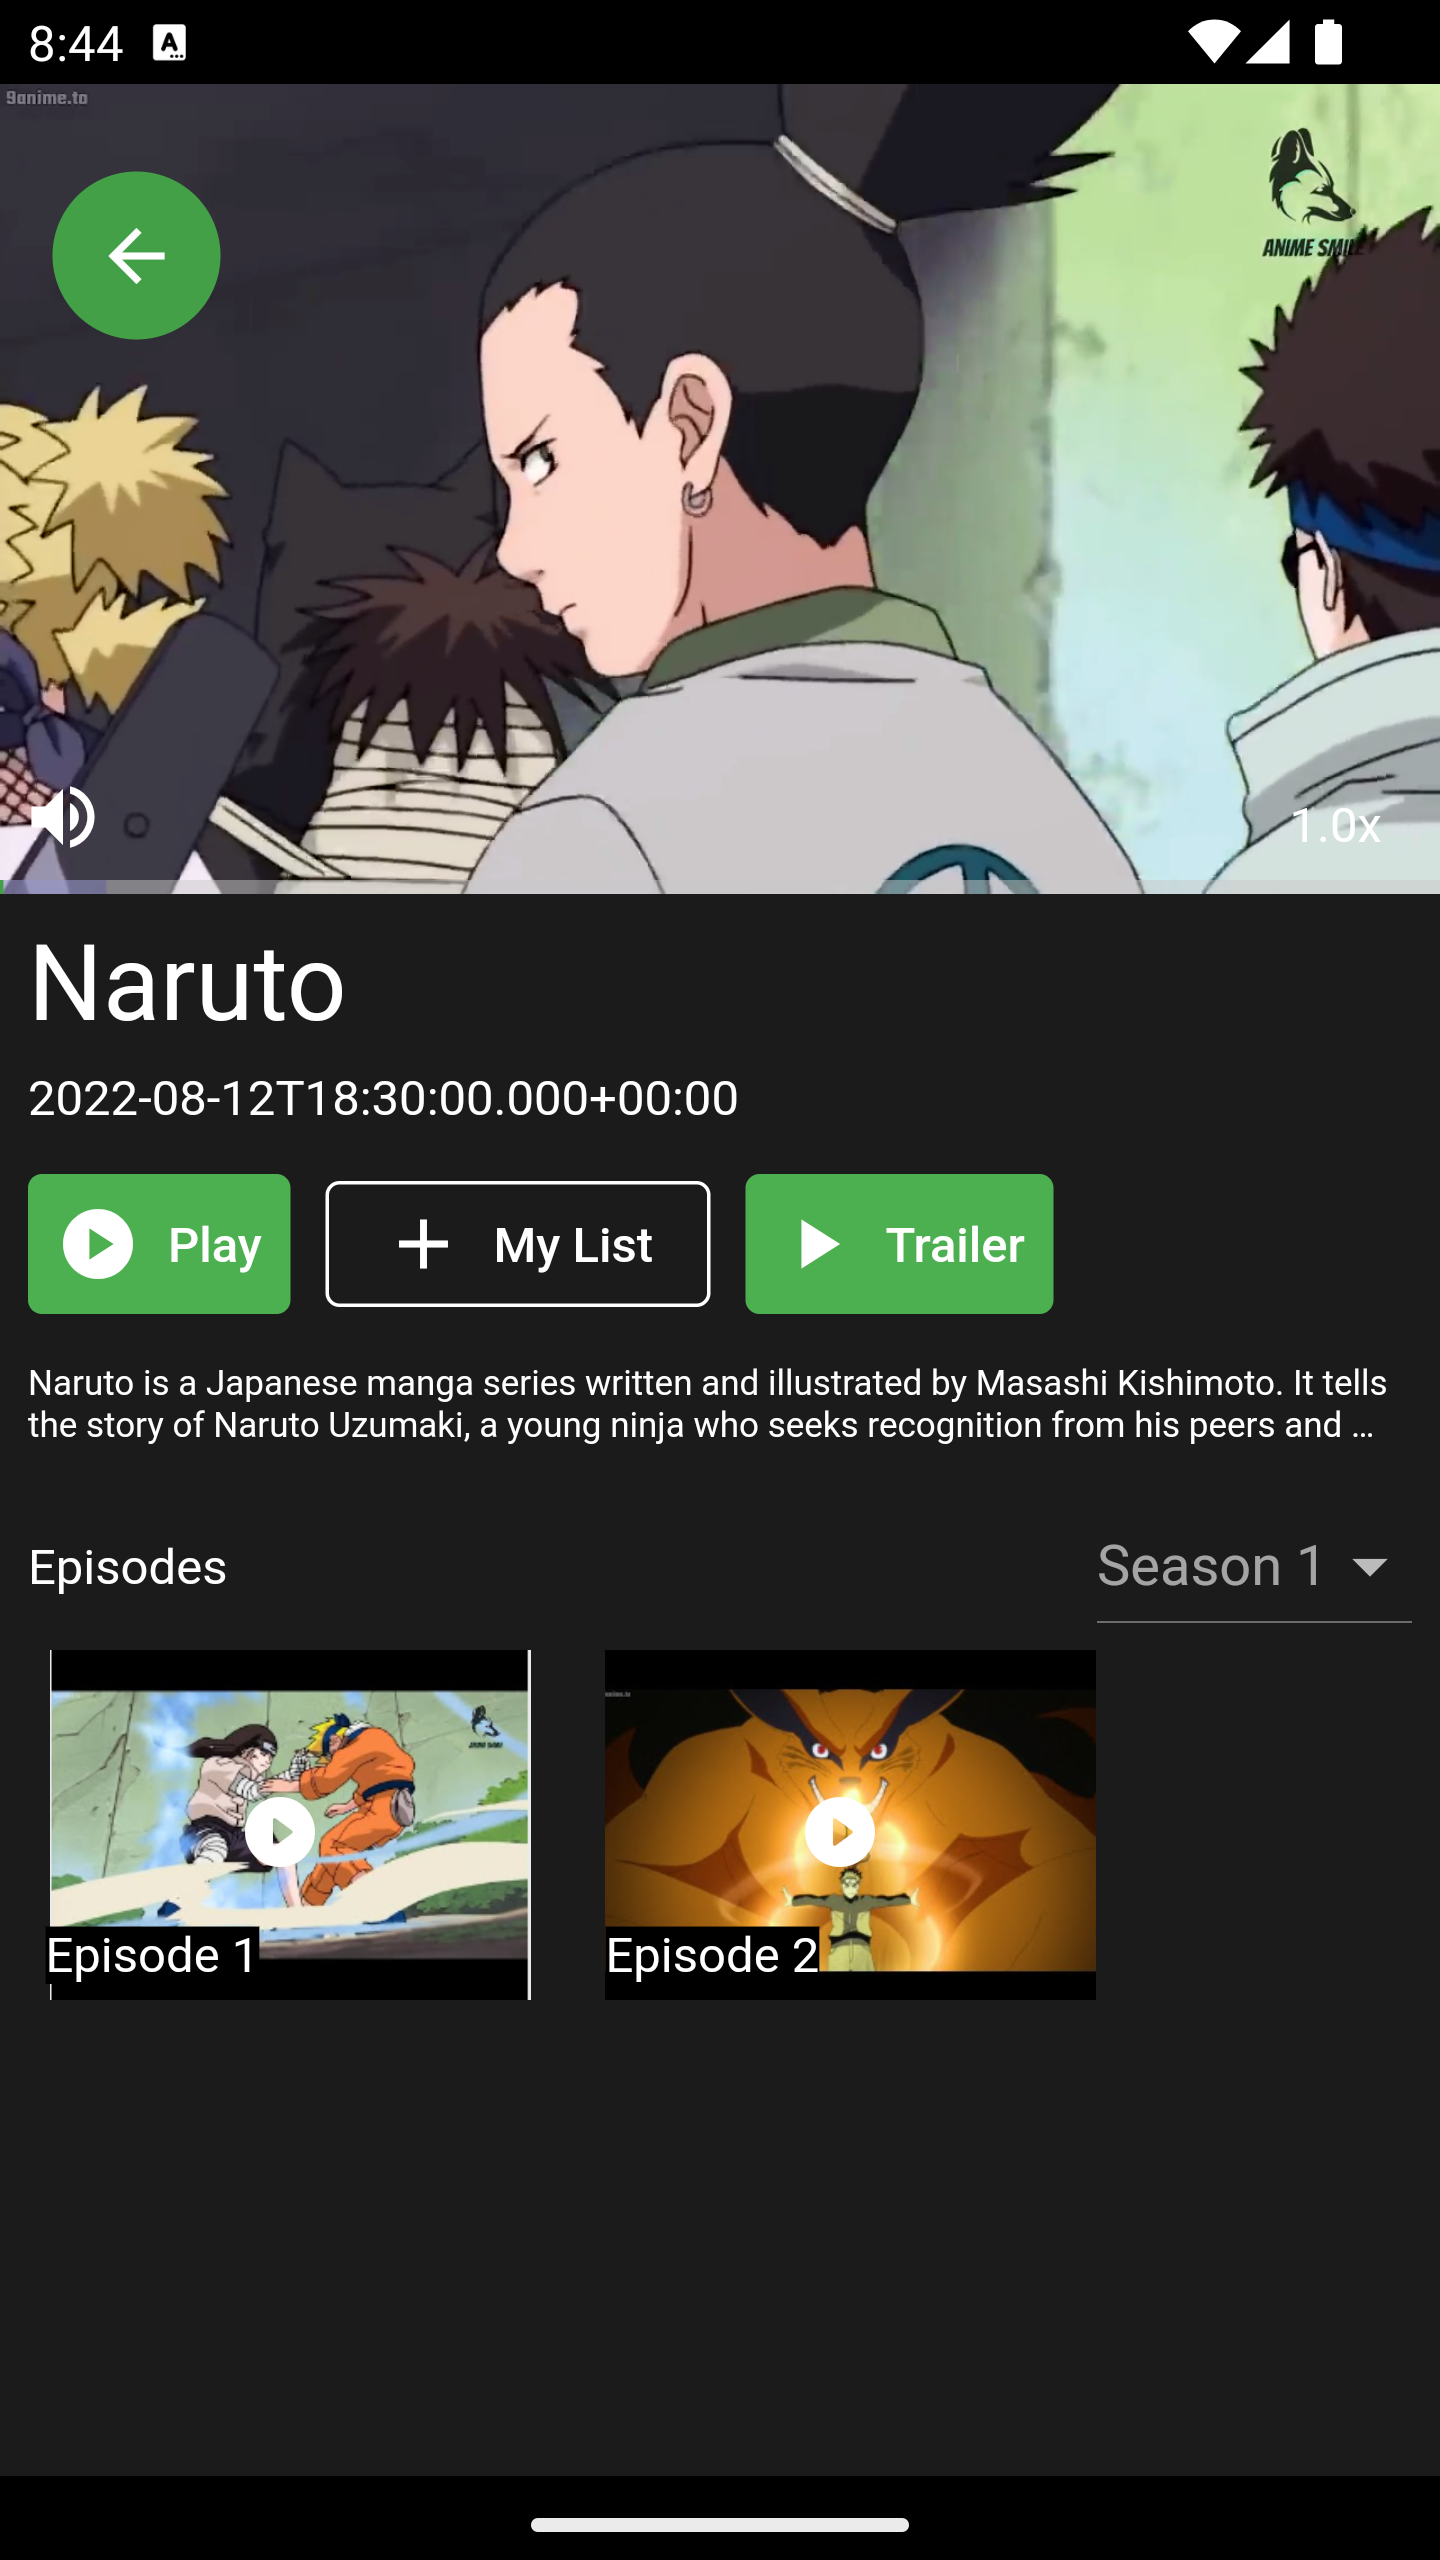 8:44
9anime.to
ANIME SMILE
1.0x
Naruto
2022-08-12T18:30:00.000+00:00
Play
My List
Trailer
Naruto is a Japanese manga series written and illustrated by Masashi Kishimoto. It tells
the story of Naruto Uzumaki, a young ninja who seeks recognition from his peers and ...
Episodes
Season 1
Episode 1
Episode 2